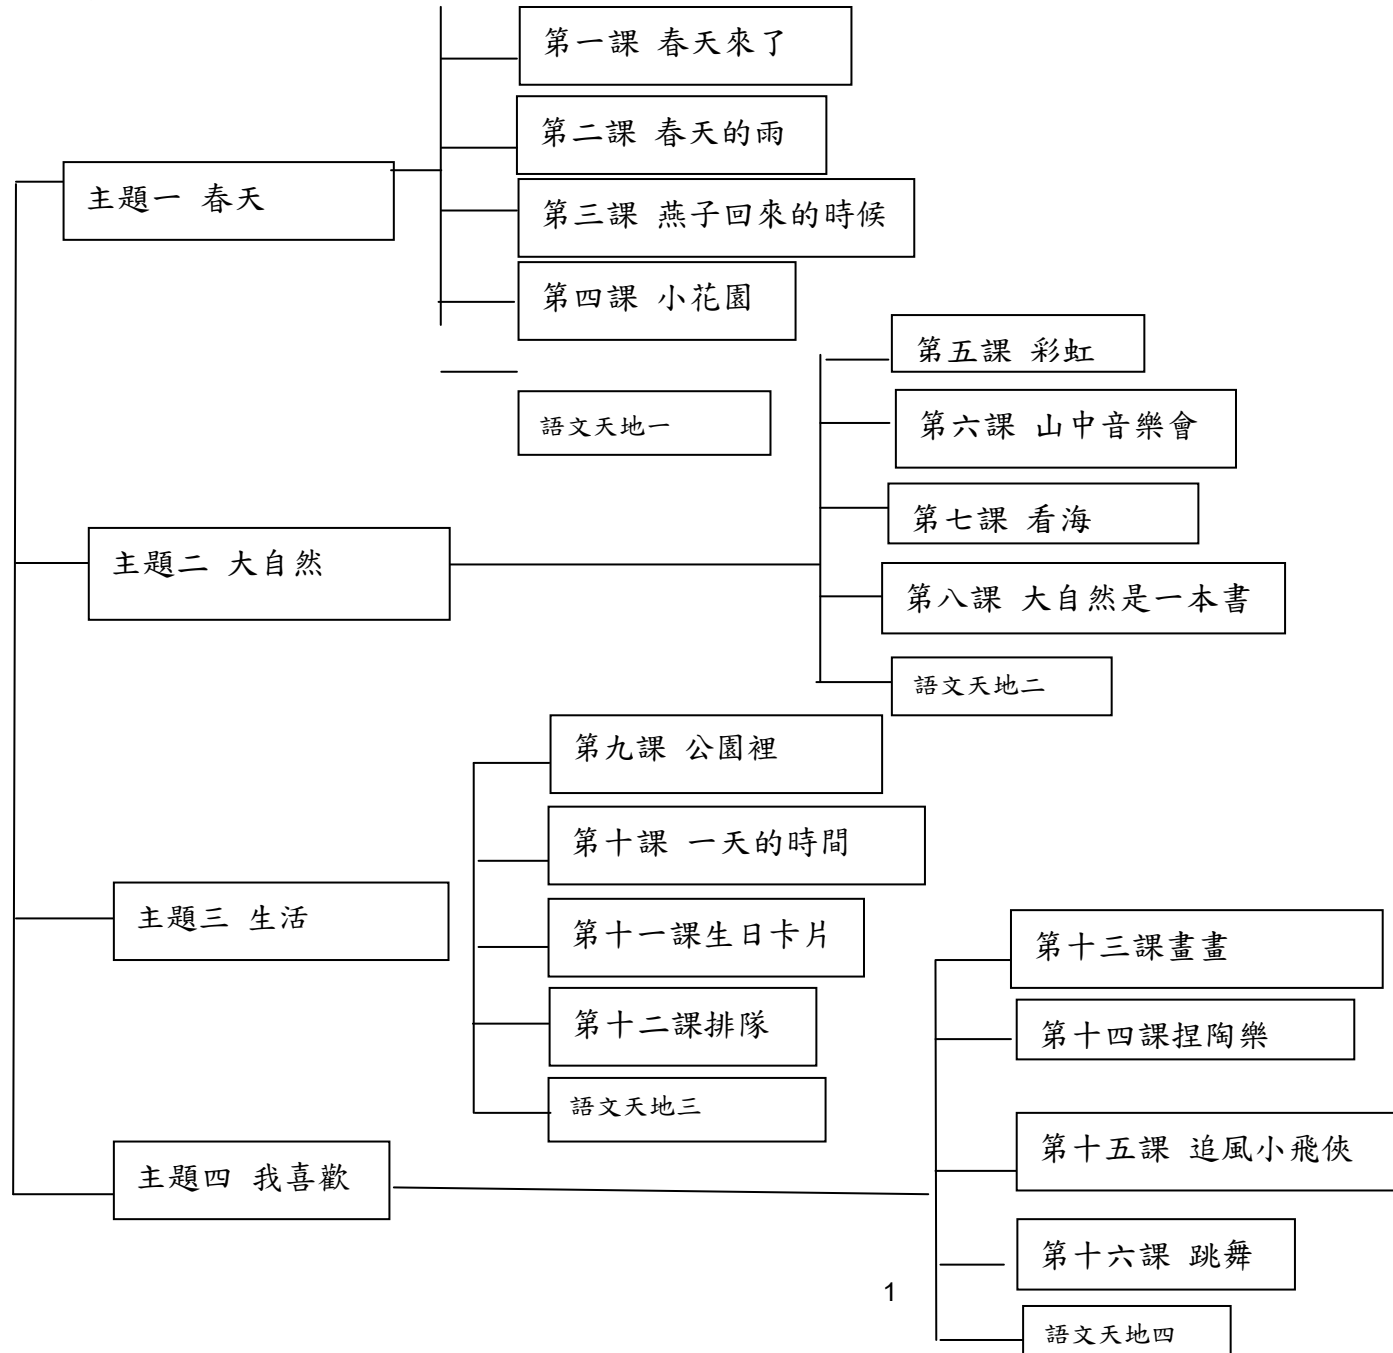 主題一 春天
第一課 春天來了
第二課 春天的雨
第三課 燕子回來的時候
第四課 小花園
語文天地一
主題二 大自然
第五課 彩虹
第六課 山中音樂會
第七課 看海
第八課 大自然是一本書
語文天地二
主題三 生活
第九課 公園裡
第十課 一天的時間
第十一課生日卡片
第十二課排隊
語文天地三
主題四 我喜歡
第十三課畫畫
第十四課捏陶樂
第十五課 追風小飛俠
第十六課 跳舞
語文天地四
1